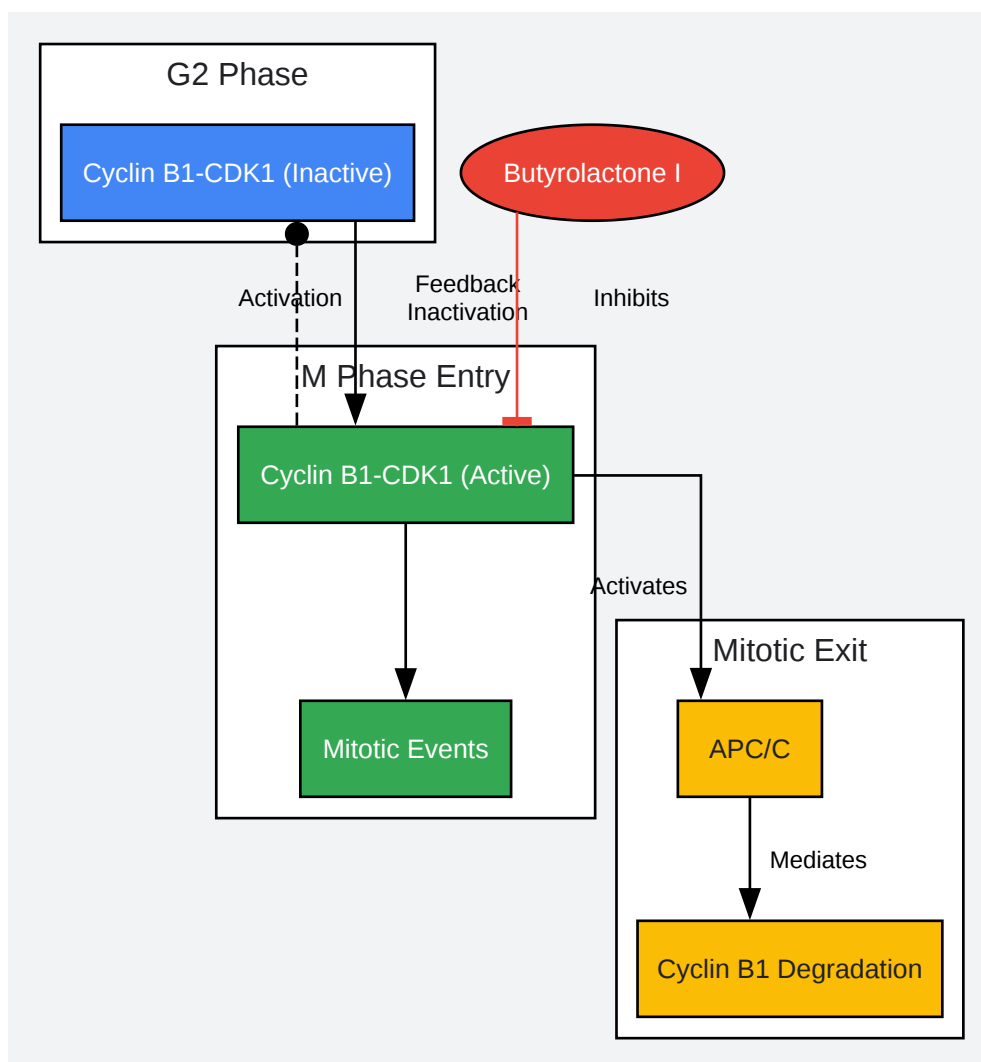 G2 Phase
Cyclin B1-CDK1 (Inactive)
Butyrolactone I
Activation
Feedback
Inactivation
Inhibits
M Phase Entry
Cyclin B1-CDK1 (Active)
Activates
Mitotic Exit
Mitotic Events
APC/C
Mediates
Cyclin B1 Degradation